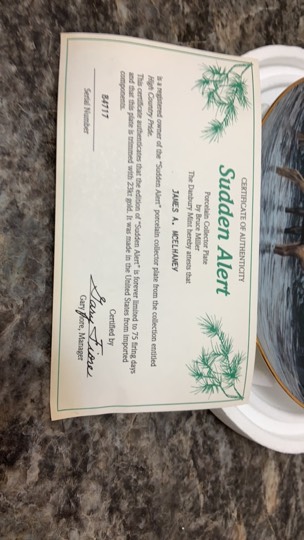 CERTIFICATE OF AUTHENTICITY
Sudden Alert
Porcelain Collector Plate
by Bruce Miller
The Danbury Mint hereby attests that
JAMES A. MCELHANEY
is a registered owner of the "Sudden Alert" porcelain collector plate from the collection entitled
High Country Pride.
This certificate authenticates that the edition of "Sudden Alert" is forever limited to 75 firing days
and that this plate is trimmed with 23kt gold. It was made in the United States from imported
components.
84717
Serial Number
Certified by
Gary Fiore
Gary Fiore, Manager